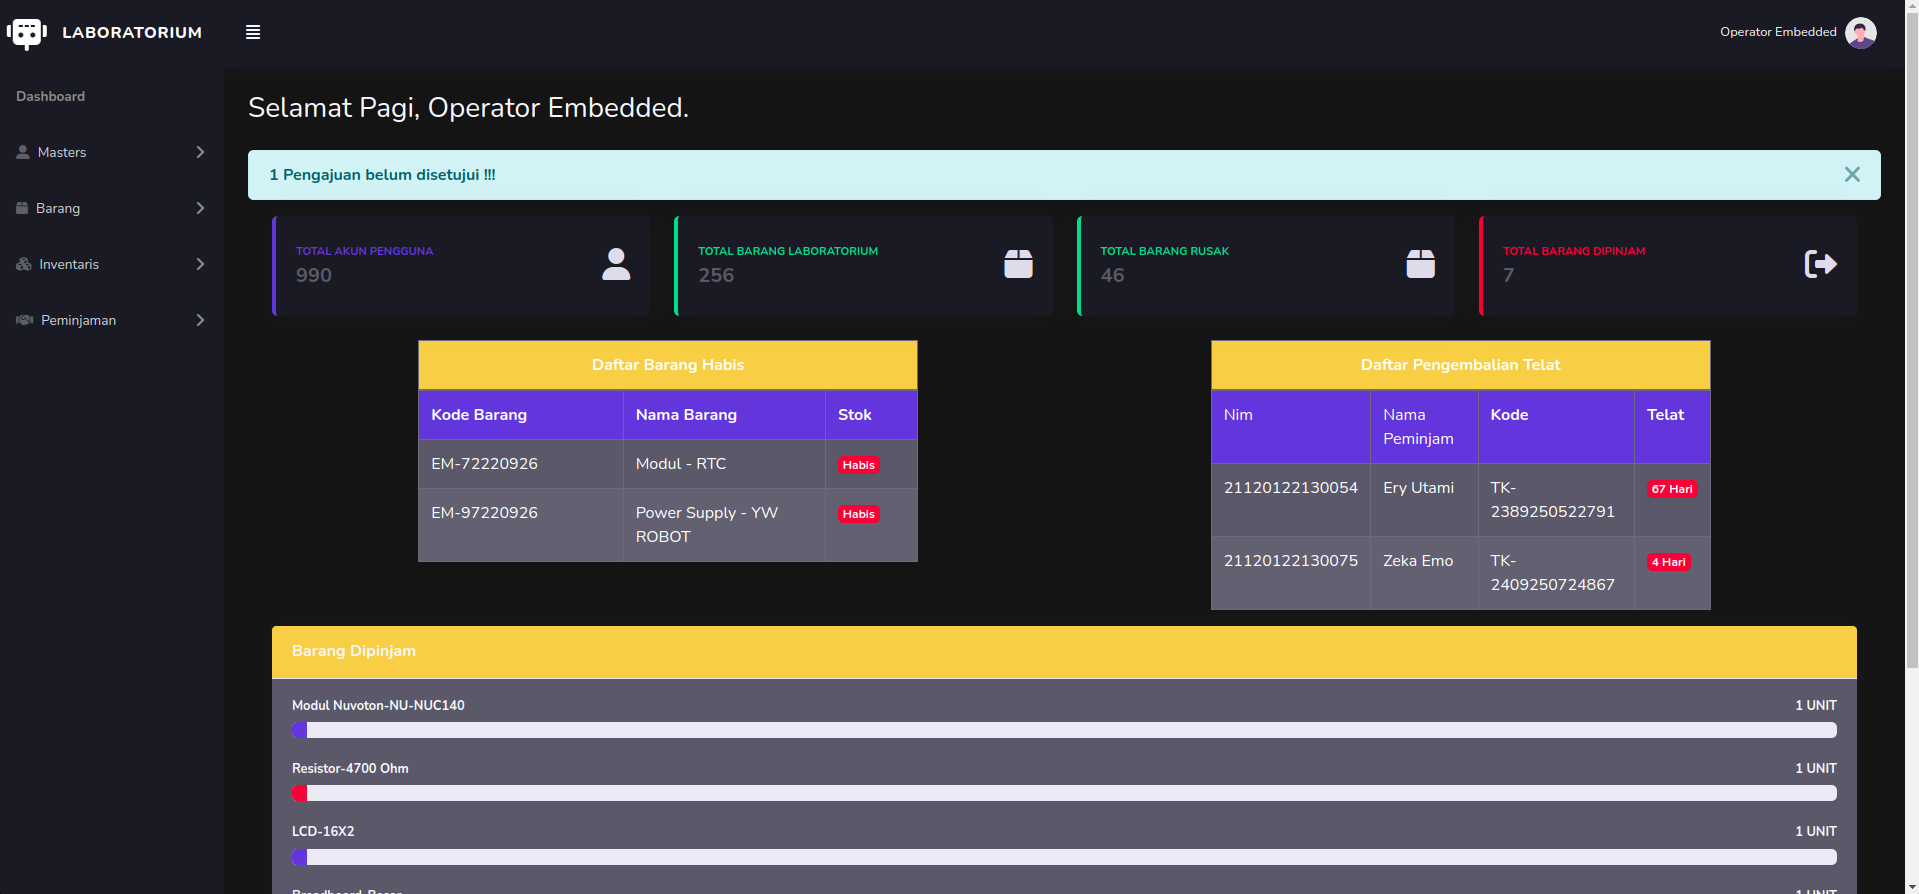 LABORATORIUM
Operator Embedded
Dashboard
Masters
Barang
Inventaris
Peminjaman
Selamat Pagi, Operator Embedded.
1 Pengajuan belum disetujui !!!
TOTAL AKUN PENGGUNA
990
TOTAL BARANG LABORATORIUM
256
TOTAL BARANG RUSAK
46
TOTAL BARANG DIPINJAM
7
Daftar Barang Habis
Kode Barang Nama Barang Stok
EM-72220926 Modul - RTC Habis
EM-97220926 Power Supply - YW Habis
ROBOT
Daftar Pengembalian Telat
Nim Nama Kode Telat
Peminjam
21120122130054 Ery Utami TK- 67 Hari
2389250522791
21120122130075 Zeka Emo TK- 4 Hari
2409250724867
Barang Dipinjam
Modul Nuvoton-NU-NUC140 1 UNIT
Resistor-4700 Ohm 1 UNIT
LCD-16X2 1 UNIT